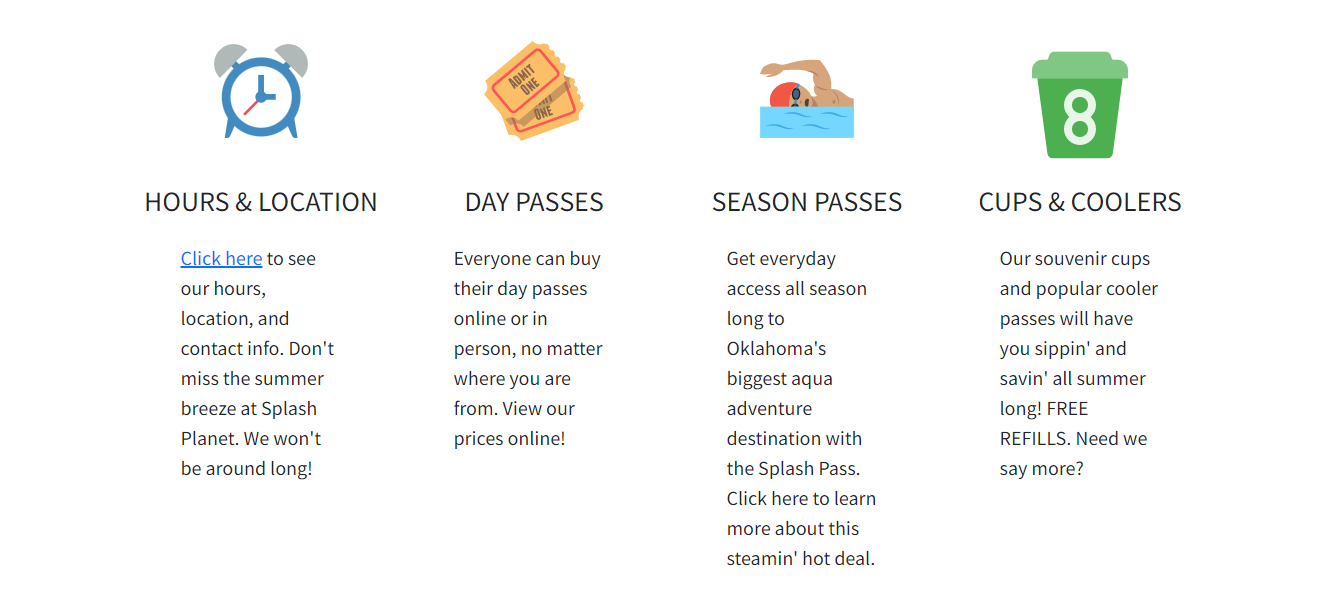 ADMIT
ONE
ONE
8
HOURS & LOCATION
Click here to see
our hours,
location, and
contact info. Don't
miss the summer
breeze at Splash
Planet. We won't
be around long!
DAY PASSES
Everyone can buy
their day passes
online or in
person, no matter
where you are
from. View our
prices online!
SEASON PASSES
Get everyday
access all season
long to
Oklahoma's
biggest aqua
adventure
destination with
the Splash Pass.
Click here to learn
more about this
steamin' hot deal.
CUPS & COOLERS
Our souvenir cups
and popular cooler
passes will have
you sippin' and
savin' all summer
long! FREE
REFILLS. Need we
say more?